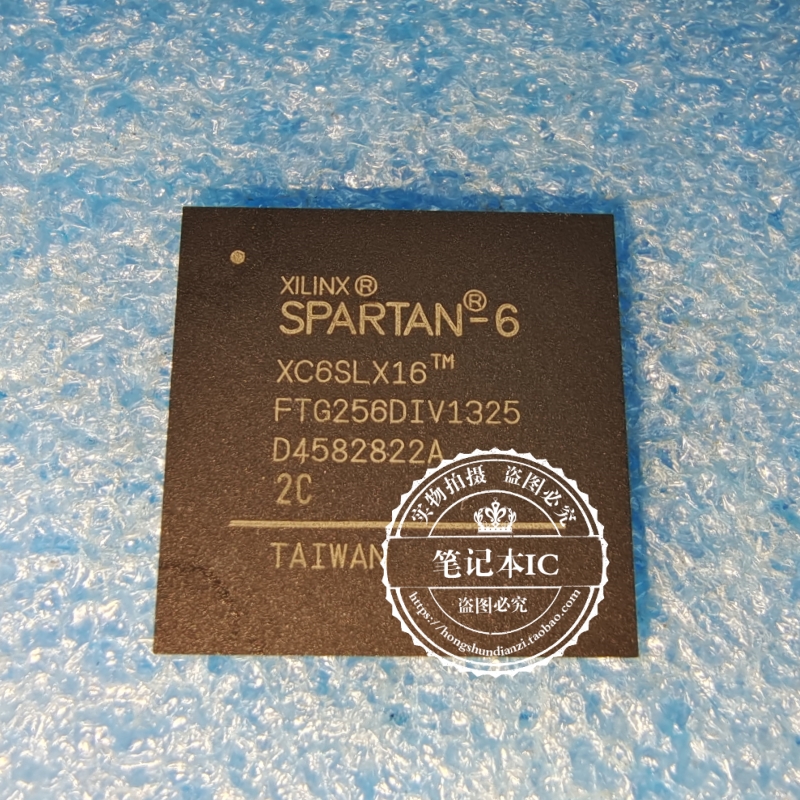 XILINX ®
SPARTAN®-6
XC6SLX16™
FTG256DIV1325
D4582822A
2C
TAIWAN
实物拍摄 盗图必究
笔记本IC
盗图必究
https://hongshundianzi.taobao.com